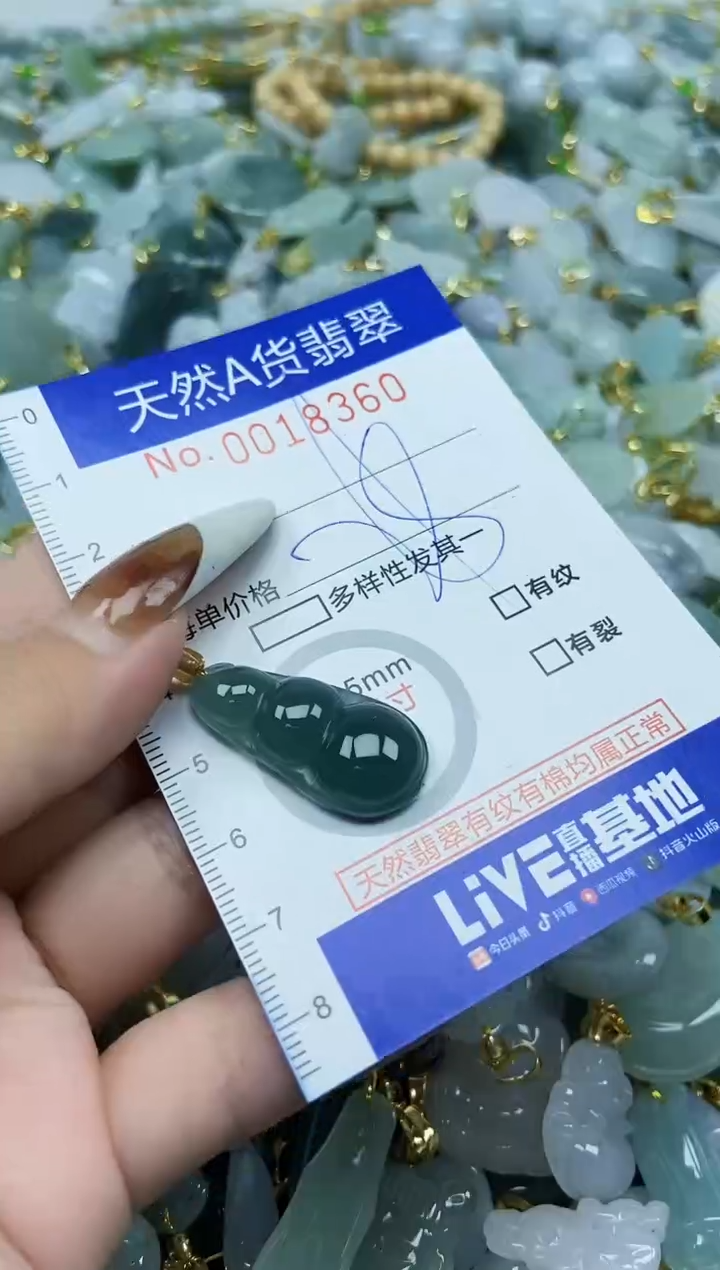 天然A货翡翠
No.0018360
0
1
2
每单价格
多样性发其一
有纹
有裂
5mm
寸
5
6
7
8
天然翡翠有纹有棉均属正常
LiVE直播基地
今日头条 抖音 西瓜视频 抖音火山版